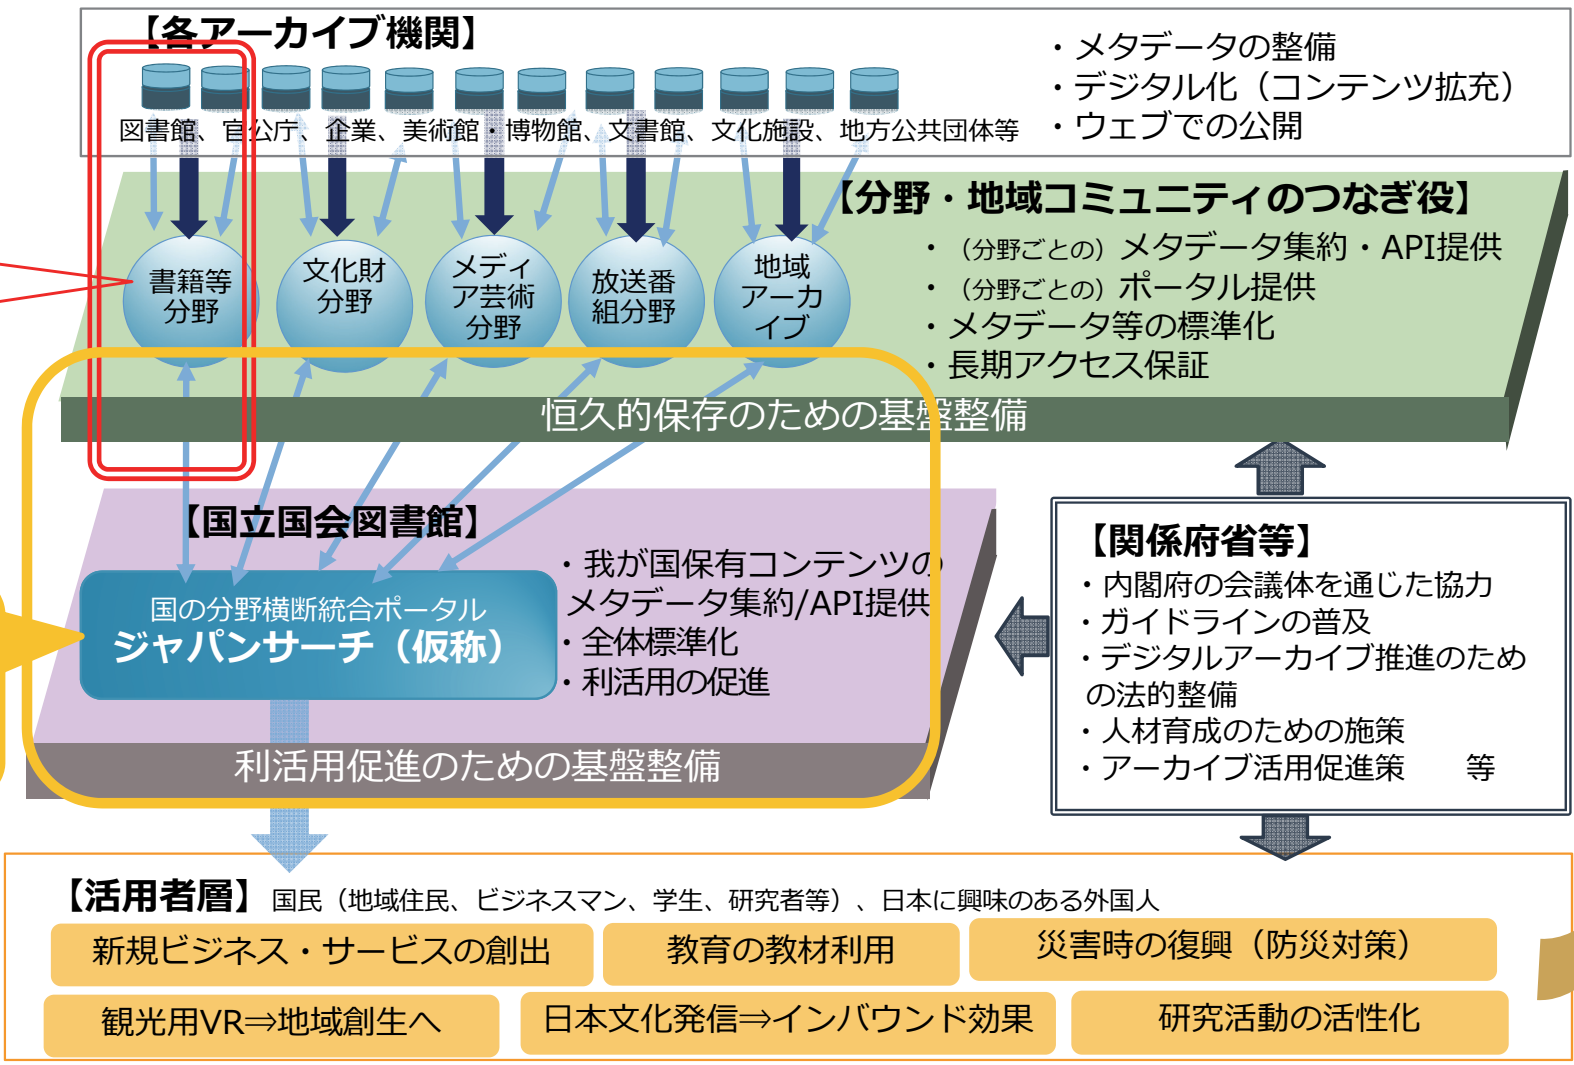 【各アーカイブ機関】
・メタデータの整備
・デジタル化（コンテンツ拡充）
・ウェブでの公開
図書館、官公庁、企業、美術館・博物館、文書館、文化施設、地方公共団体等
【分野・地域コミュニティのつなぎ役】
・（分野ごとの）メタデータ集約・API提供
・（分野ごとの）ポータル提供
・メタデータ等の標準化
・長期アクセス保証
書籍等
分野
文化財
分野
メディ
ア芸術
分野
放送番
組分野
地域
アーカ
イブ
恒久的保存のための基盤整備
【国立国会図書館】
・我が国保有コンテンツの
メタデータ集約/API提供
・全体標準化
・利活用の促進
国の分野横断統合ポータル
ジャパンサーチ（仮称）
利活用促進のための基盤整備
【関係府省等】
・内閣府の会議体を通じた協力
・ガイドラインの普及
・デジタルアーカイブ推進のため
の法的整備
・人材育成のための施策
・アーカイブ活用促進策　　等
【活用者層】国民（地域住民、ビジネスマン、学生、研究者等）、日本に興味のある外国人
新規ビジネス・サービスの創出
教育の教材利用
災害時の復興（防災対策）
観光用VR⇒地域創生へ
日本文化発信⇒インバウンド効果
研究活動の活性化